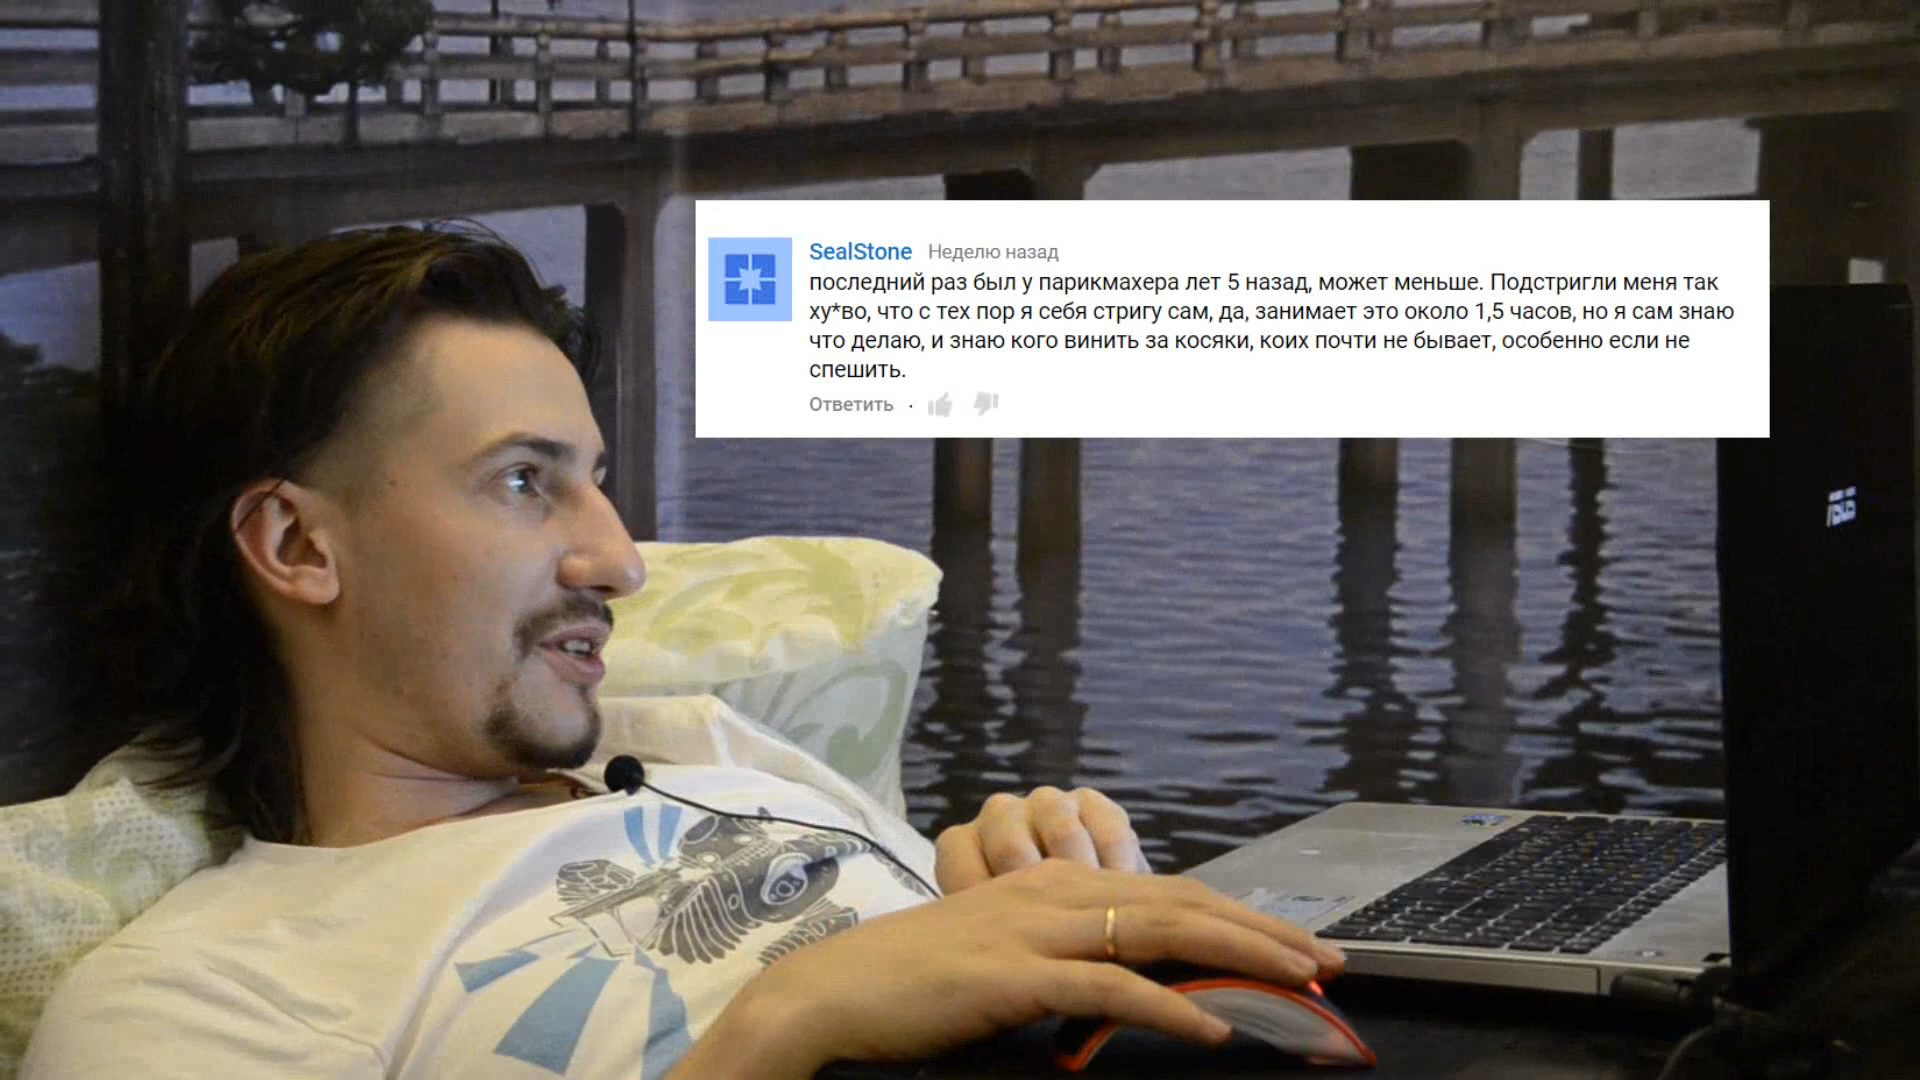 SealStone Неделю назад
последний раз был у парикмахера лет 5 назад, может меньше. Подстригли меня так
ху*во, что с тех пор я себя стригу сам, да, занимает это около 1,5 часов, но я сам знаю
что делаю, и знаю кого винить за косяки, коих почти не бывает, особенно если не
спешить.
Ответить ·
ASUS